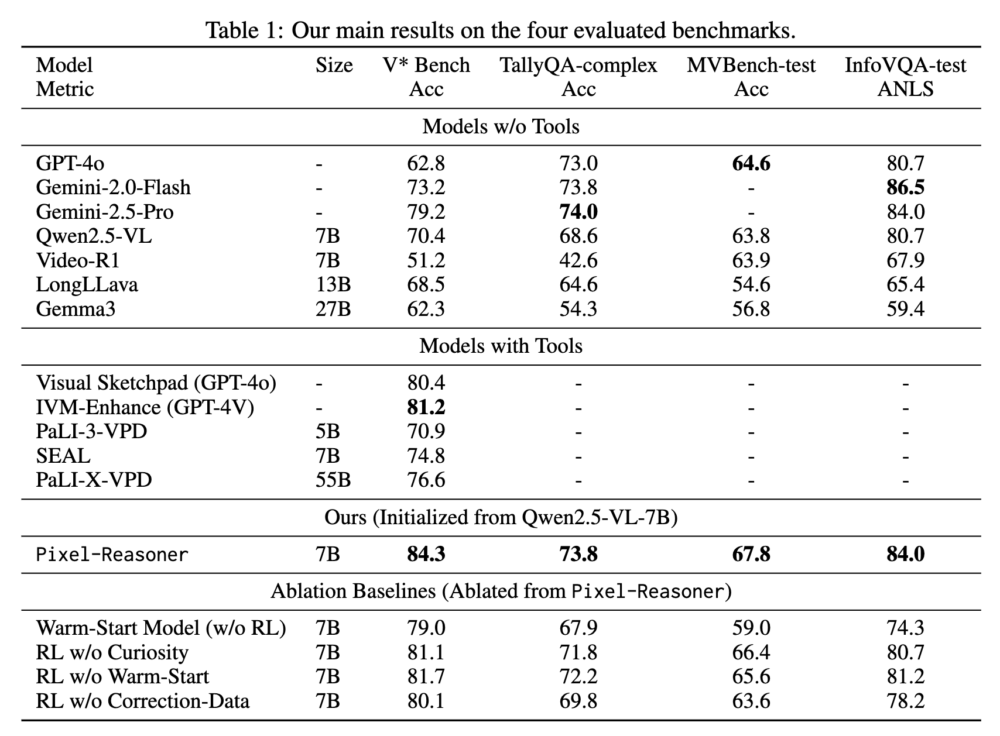 Table 1: Our main results on the four evaluated benchmarks.
Model Size V* Bench TallyQA-complex MVBench-test InfoVQA-test
Metric Acc Acc Acc ANLS
Models w/o Tools
GPT-4o - 62.8 73.0 64.6 80.7
Gemini-2.0-Flash - 73.2 73.8 - 86.5
Gemini-2.5-Pro - 79.2 74.0 - 84.0
Qwen2.5-VL 7B 70.4 68.6 63.8 80.7
Video-R1 7B 51.2 42.6 63.9 67.9
LongLLava 13B 68.5 64.6 54.6 65.4
Gemma3 27B 62.3 54.3 56.8 59.4
Models with Tools
Visual Sketchpad (GPT-4o) - 80.4 - - -
IVM-Enhance (GPT-4V) - 81.2 - - -
PaLI-3-VPD 5B 70.9 - - -
SEAL 7B 74.8 - - -
PaLI-X-VPD 55B 76.6 - - -
Ours (Initialized from Qwen2.5-VL-7B)
Pixel-Reasoner 7B 84.3 73.8 67.8 84.0
Ablation Baselines (Ablated from Pixel-Reasoner)
Warm-Start Model (w/o RL) 7B 79.0 67.9 59.0 74.3
RL w/o Curiosity 7B 81.1 71.8 66.4 80.7
RL w/o Warm-Start 7B 81.7 72.2 65.6 81.2
RL w/o Correction-Data 7B 80.1 69.8 63.6 78.2